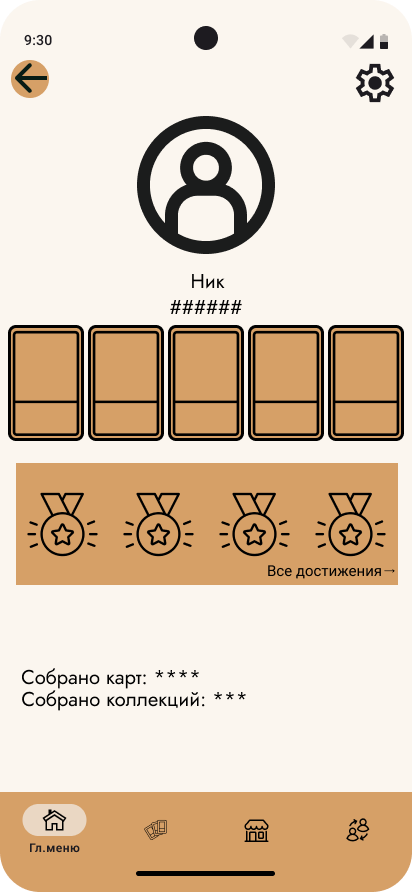 9:30
Ник
######
Все достижения→
Собрано карт: ****
Собрано коллекций: ***
Гл.меню